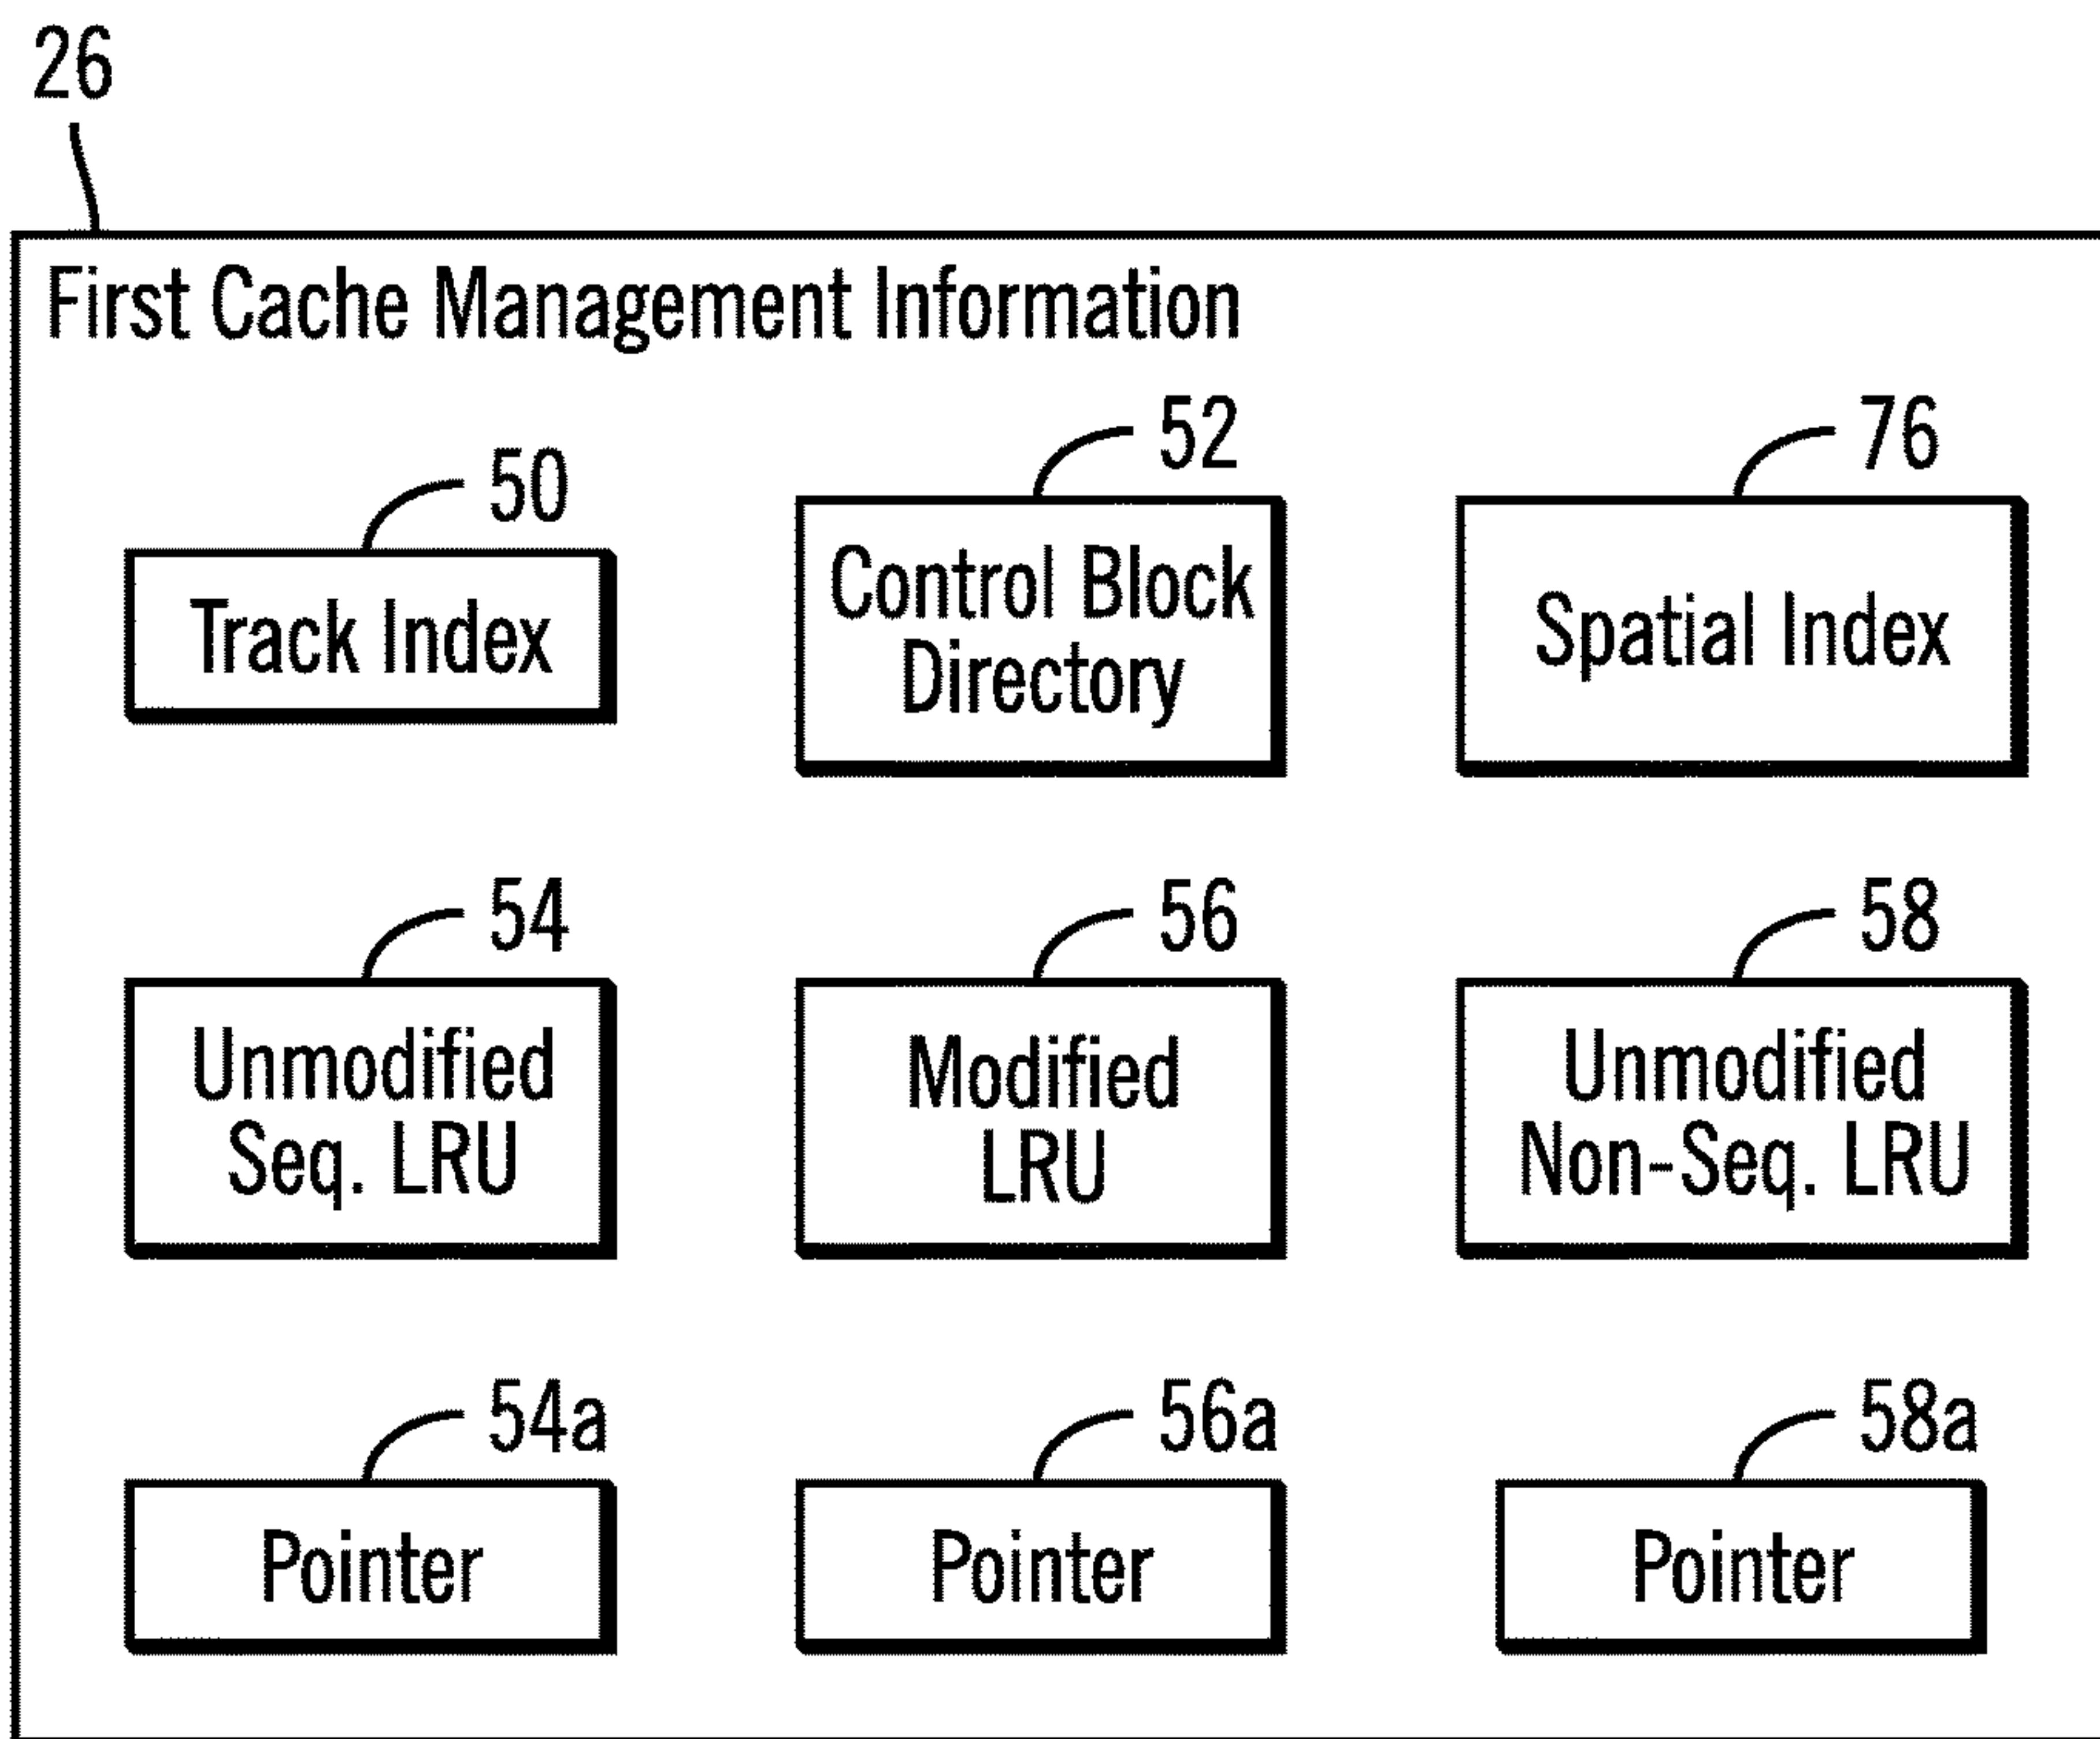 26
First Cache Management Information
50
52
76
Track Index
Control Block
Directory
Spatial Index
54
56
58
Unmodified
Seq. LRU
Modified
LRU
Unmodified
Non-Seq. LRU
54a
56a
58a
Pointer
Pointer
Pointer